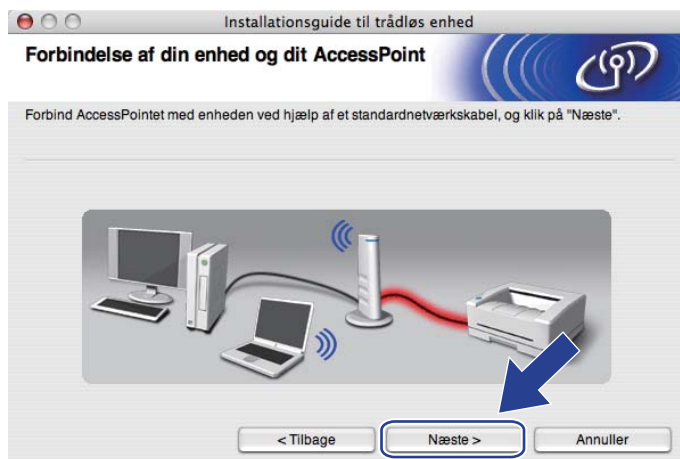 Installationsguide til trådløs enhed
Forbindelse af din enhed og dit AccessPoint
Forbind AccessPointet med enheden ved hjælp af et standardnetværkskabel, og klik på "Næste".
< Tilbage
Næste >
Annuller